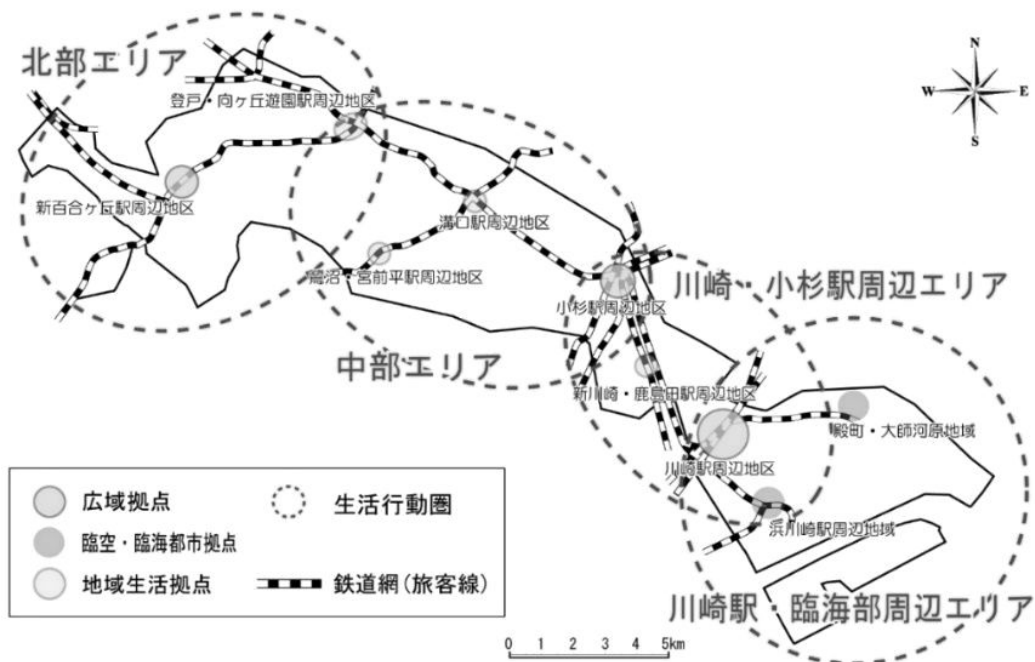 北部エリア
登戸・向ヶ丘遊園駅周辺地区
新百合ヶ丘駅周辺地区
溝口駅周辺地区
鷺沼・宮前平駅周辺地区
中部エリア
小杉駅周辺地区
川崎・小杉駅周辺エリア
新川崎・鹿島田駅周辺地区
殿町・大師河原地域
川崎駅周辺地区
浜川崎駅周辺地域
川崎駅・臨海部周辺エリア
N
W
E
S
広域拠点
生活行動圏
臨空・臨海都市拠点
地域生活拠点
鉄道網(旅客線)
0 1 2 3 4 5km